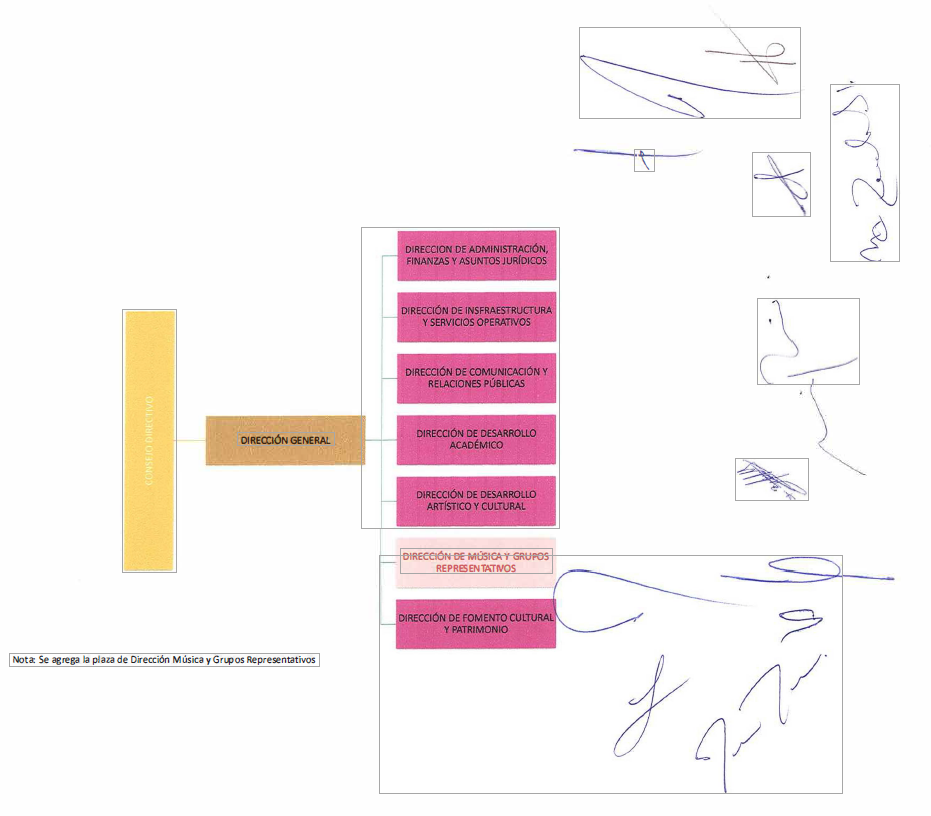 CONSEJO DIRECTIVO
DIRECCIÓN GENERAL
DIRECCION DE ADMINISTRACIÓN,
FINANZAS Y ASUNTOS JURÍDICOS
DIRECCIÓN DE INSFRAESTRUCTURA
Y SERVICIOS OPERATIVOS
DIRECCIÓN DE COMUNICACIÓN Y
RELACIONES PÚBLICAS
DIRECCIÓN DE DESARROLLO
ACADÉMICO
DIRECCIÓN DE DESARROLLO
ARTÍSTICO Y CULTURAL
DIRECCIÓN DE MÚSICA Y GRUPOS
REPRESENTATIVOS
DIRECCIÓN DE FOMENTO CULTURAL
Y PATRIMONIO
Nota: Se agrega la plaza de Dirección Música y Grupos Representativos